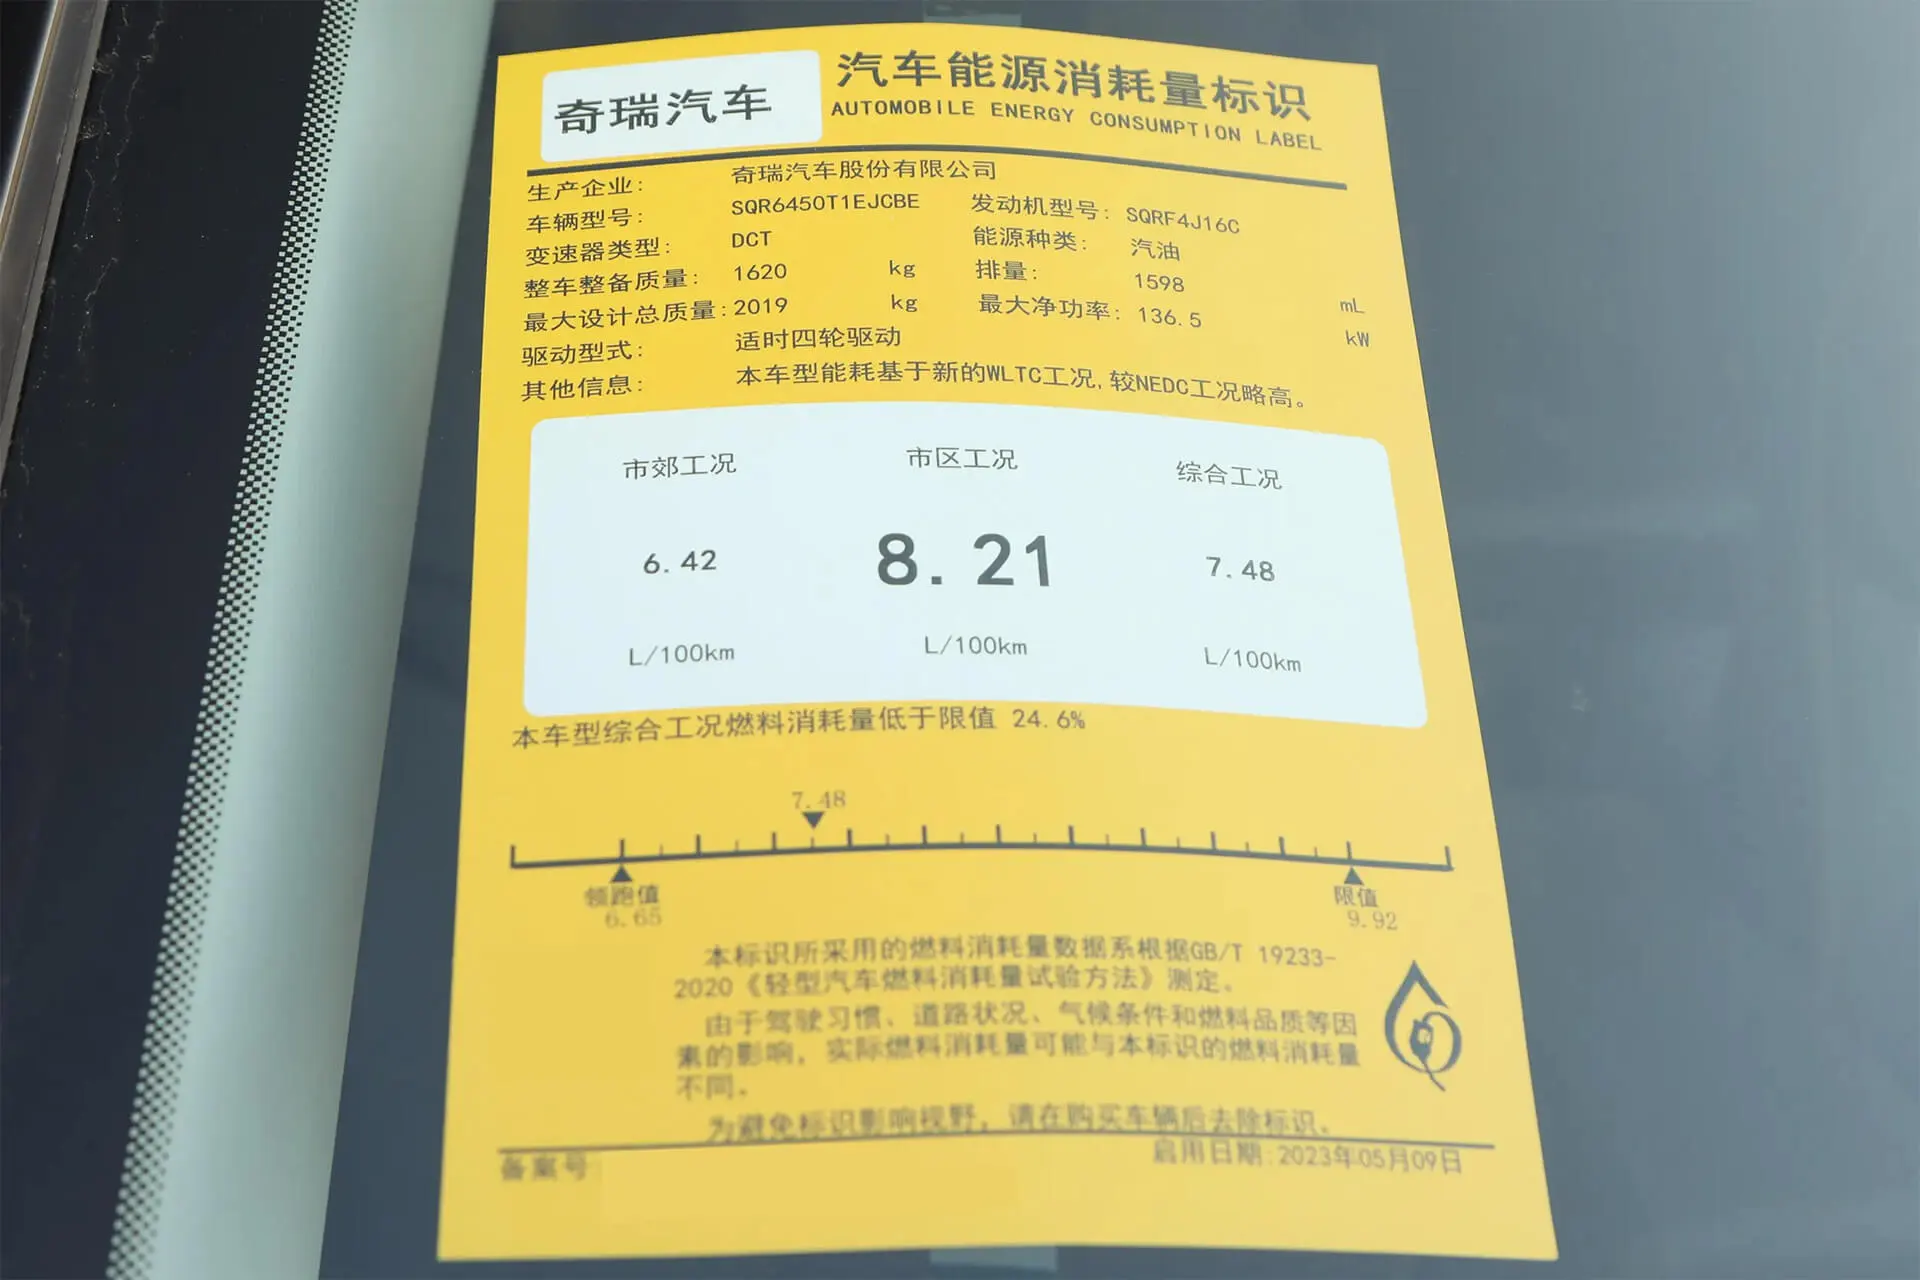 奇瑞汽车
汽车能源消耗量标识
AUTOMOBILE ENERGY CONSUMPTION LABEL
生产企业: 奇瑞汽车股份有限公司
车辆型号: SQR6450T1EJCBE 发动机型号: SQRF4J16C
变速器类型: DCT 能源种类: 汽油
整车整备质量: 1620 kg 排量: 1598 mL
最大设计总质量: 2019 kg 最大净功率: 136.5 kW
驱动型式: 适时四轮驱动
其他信息: 本车型能耗基于新的WLTC工况,较NEDC工况略高。
市郊工况 市区工况 综合工况
6.42 8.21 7.48
L/100km L/100km L/100km
本车型综合工况燃料消耗量低于限值 24.6%
7.48
领跑值 限值
6.65 9.92
本标识所采用的燃料消耗量数据系根据GB/T 19233-
2020《轻型汽车燃料消耗量试验方法》测定。
由于驾驶习惯、道路状况、气候条件和燃料品质等因
素的影响，实际燃料消耗量可能与本标识的燃料消耗量
不同。
为避免标识影响视野，请在购买车辆后去除标识。
备案号: 启用日期:2023年05月09日